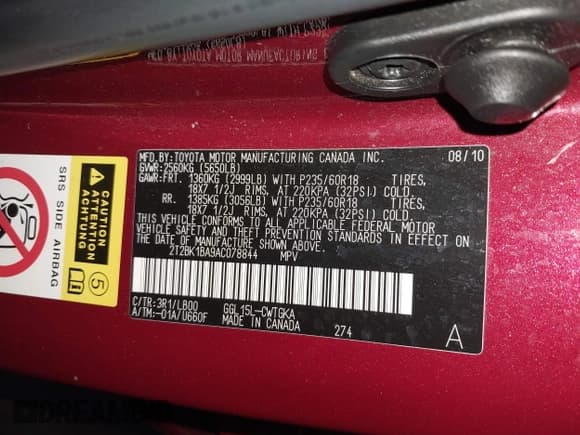 MFD.BY:TOYOTA MOTOR MANUFACTURING CANADA INC. 08/10
GVWR:2560KG (5650LB)
GAWR:FRT. 1360KG (2999LB) WITH P235/60R18 TIRES,
18X7 1/2J RIMS, AT 220KPA (32PSI) COLD.
RR. 1385KG (3056LB) WITH P235/60R18 TIRES,
18X7 1/2J RIMS, AT 220KPA (32PSI) COLD.
THIS VEHICLE CONFORMS TO ALL APPLICABLE FEDERAL MOTOR
VEHICLE SAFETY AND THEFT PREVENTION STANDARDS IN EFFECT ON
THE DATE OF MANUFACTURE SHOWN ABOVE.
2T2BK1BA9AC078844 MPV
C/TR:3R1/LB00 GGL15L-CWTGKA
A/TM:-01A/U660F MADE IN CANADA 274 A
SRS SIDE AIRBAG
CAUTION
ATTENTION
ACHTUNG
5
DREAMBID